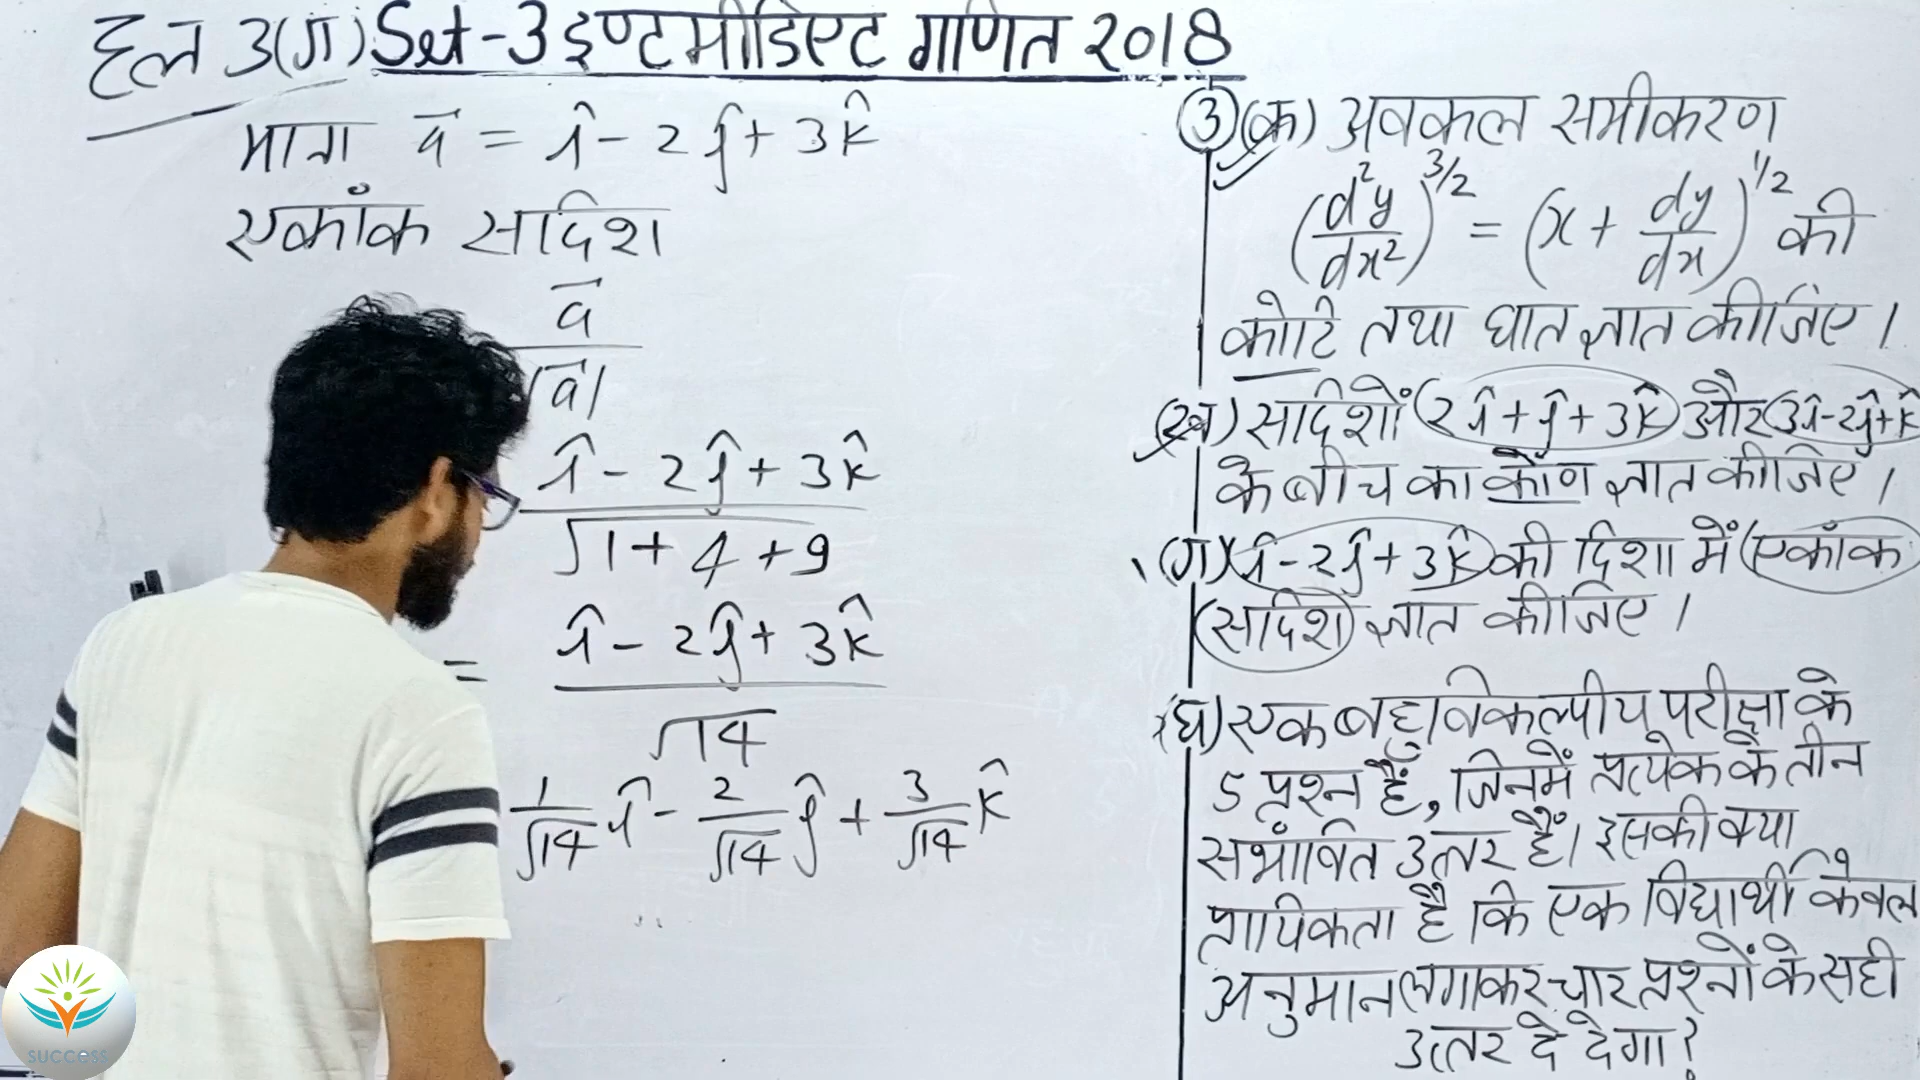 हल 3(ग) Set-3 इण्टमीडिएट गणित 2018
माना a⃗ = î - 2ĵ + 3k̂
एकांक सदिश
a⃗
|a⃗|
î - 2ĵ + 3k̂
√1 + 4 + 9
= î - 2ĵ + 3k̂
√14
1/√14 î - 2/√14 ĵ + 3/√14 k̂
③(क) अवकल समीकरण
(d²y/dx²)^3/2 = (x + dy/dx)^1/2 की
कोटि तथा घात ज्ञात कीजिए।
(ख) सदिशों (2î + ĵ + 3k̂) और (3î-2ĵ+k̂
के बीच का कोण ज्ञात कीजिए।
(ग) (î - 2ĵ + 3k̂) की दिशा में एकाँक
सदिश ज्ञात कीजिए।
(घ) एक बहुविकल्पीय परीक्षा के
5 प्रश्न हैं, जिनमें प्रत्येक के तीन
सभांवित उत्तर हैं। इसकी क्या
प्रायिकता है कि एक विद्यार्थी केवल
अनुमान लगाकर चार प्रश्नों के सही
उत्तर दे देगा?
success